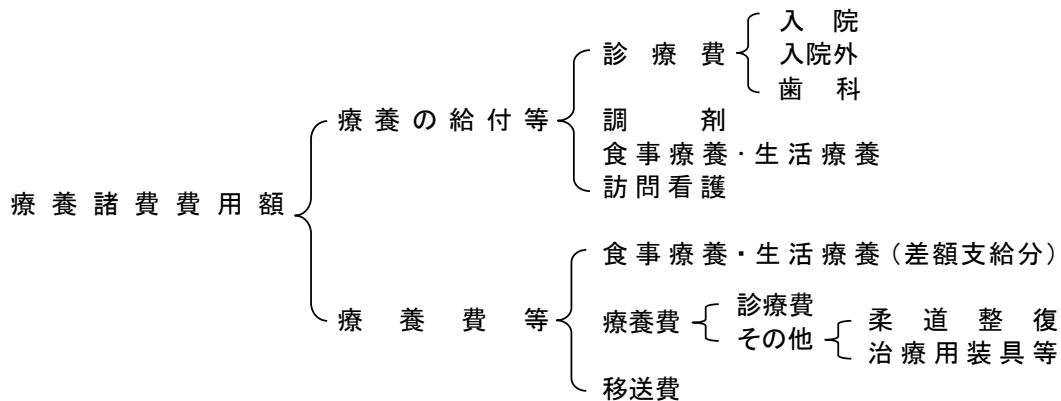 療養諸費費用額
療養の給付等
診療費
入院
入院外
歯科
調剤
食事療養・生活療養
訪問看護
療養費等
食事療養・生活療養(差額支給分)
療養費
診療費
その他
柔道整復
治療用装具等
移送費